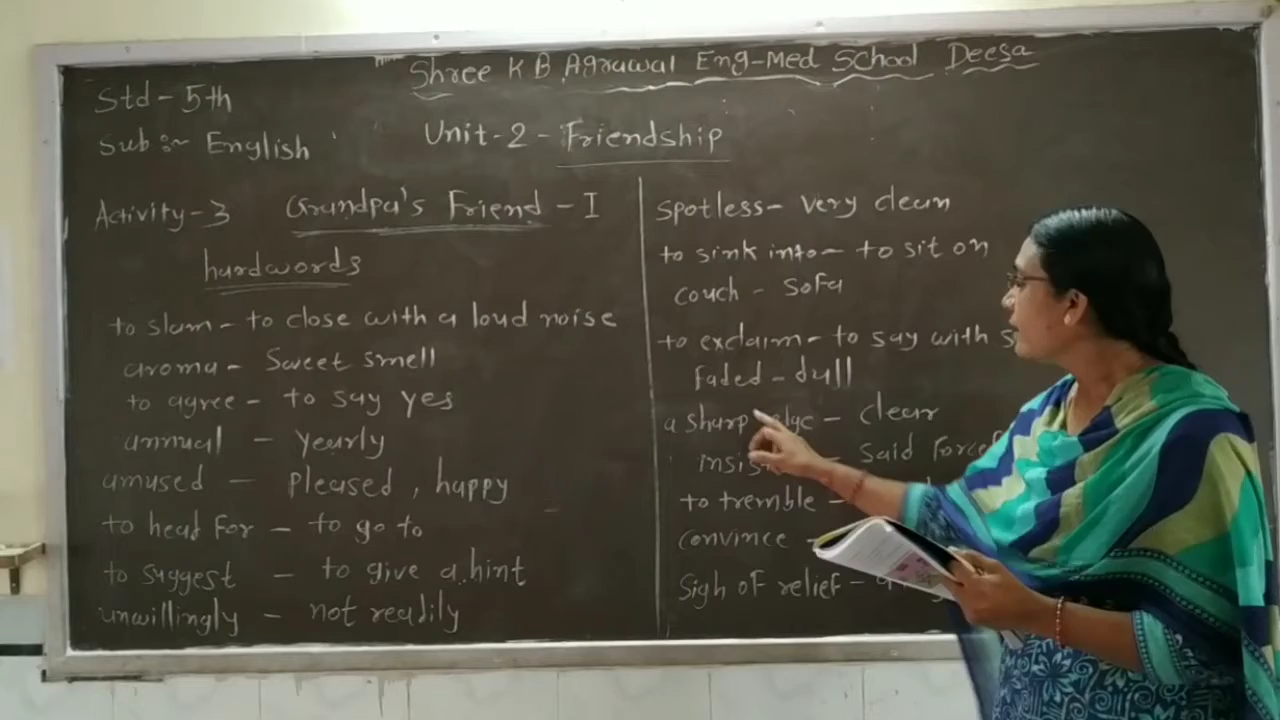 Shree K B Agrawal Eng-Med School Deesa
Std - 5th
Sub :- English
Unit-2 - Friendship
Activity-3 Grandpa's Friend - I
hardwords
to slam - to close with a loud noise
aroma - Sweet smell
to agree - to say yes
annual - yearly
amused - pleased, happy
to head for - to go to
to suggest - to give a hint
unwillingly - not readily
spotless - very clean
to sink into - to sit on
couch - sofa
to exclaim - to say with
faded - dull
a sharp - clear
- said
to tremble -
convince -
Sigh of relief -